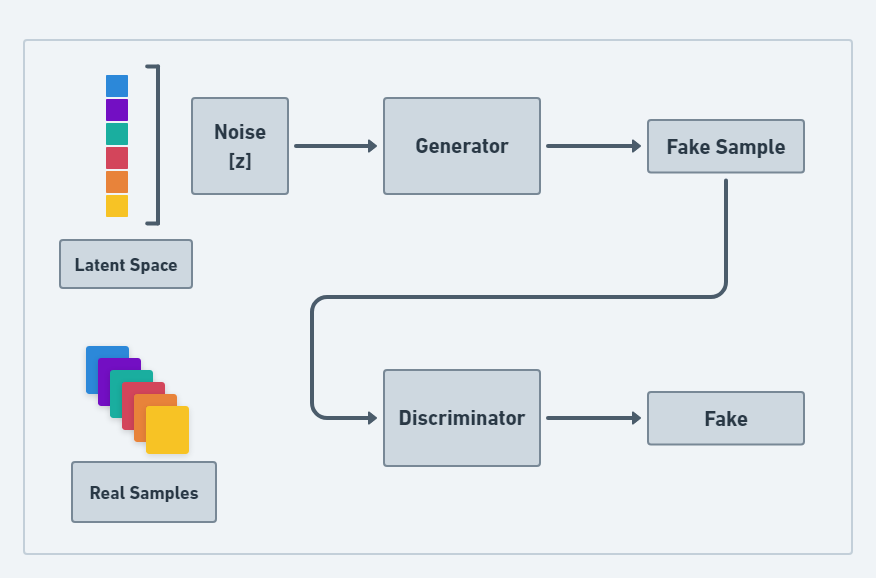 Noise
[z]
Generator
Fake Sample
Latent Space
Discriminator
Fake
Real Samples